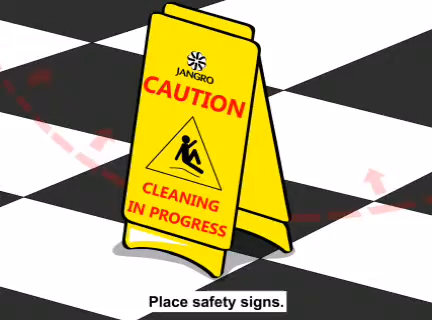 JANGRO
CAUTION
CLEANING
IN PROGRESS
Place safety signs.